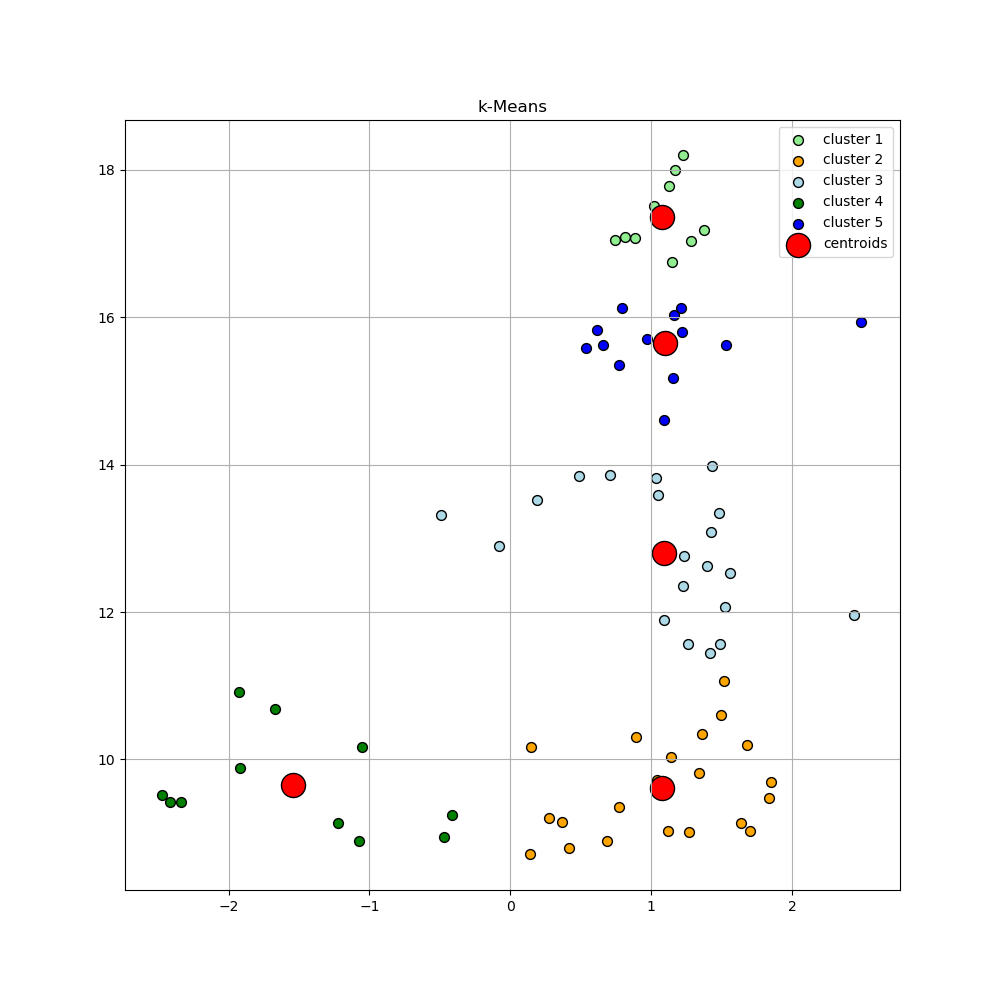 k-Means
cluster 1
cluster 2
cluster 3
cluster 4
cluster 5
centroids
18
16
14
12
10
−2 −1 0 1 2